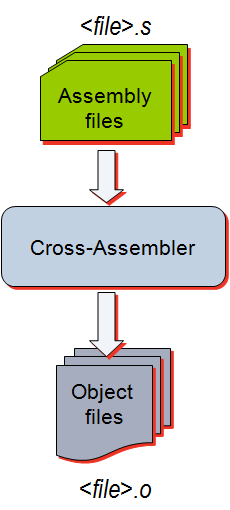 <file>.s
Assembly
files
Cross-Assembler
Object
files
<file>.o